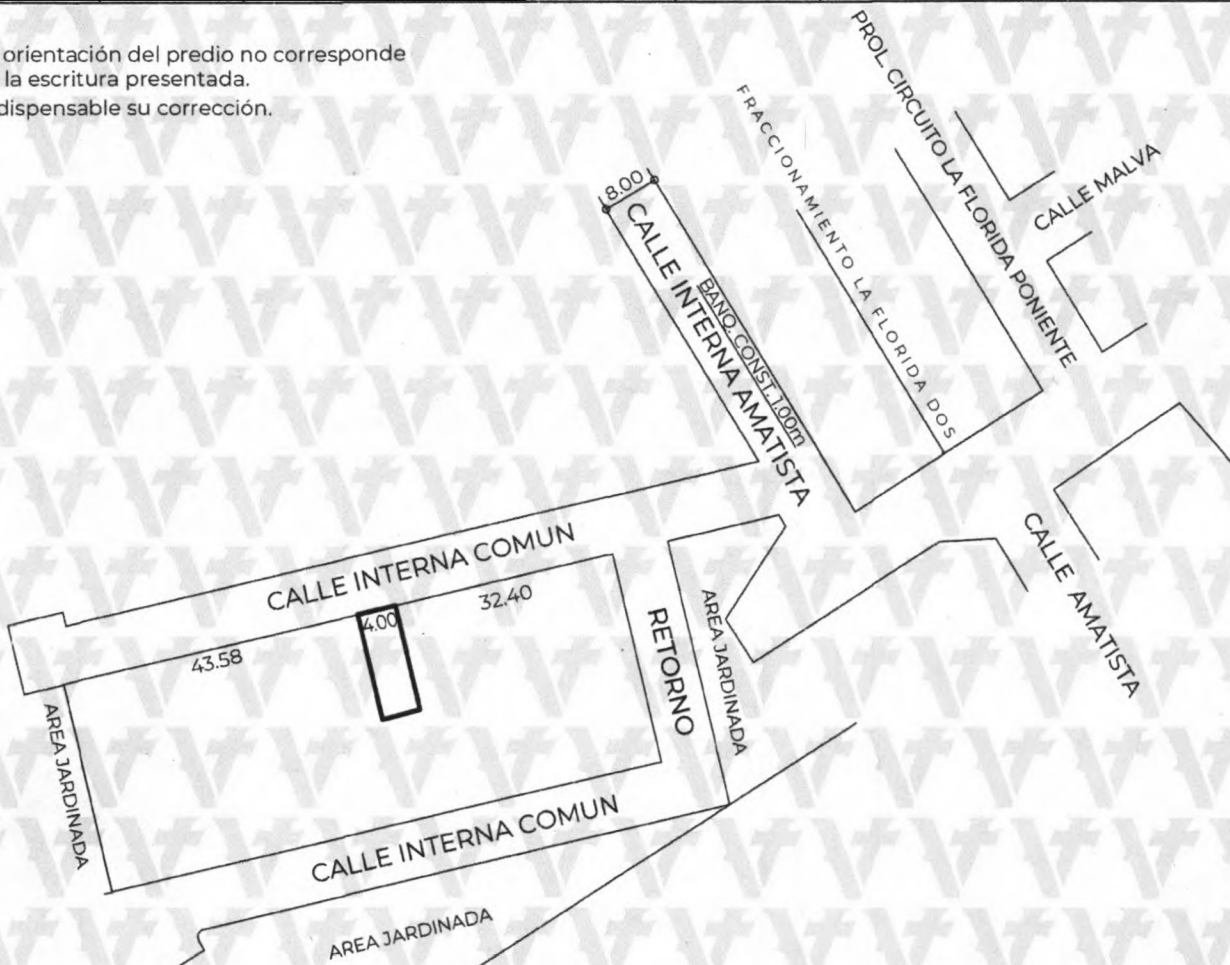 orientación del predio no corresponde
la escritura presentada.
dispensable su corrección.
PROL. CIRCUITO LA FLORIDA PONIENTE
FRACCIONAMIENTO LA FLORIDA DOS
CALLE MALVA
8.00
CALLE INTERNA AMATISTA
BANQ. CONST. 1.00m
CALLE INTERNA COMUN
32.40
4.00
43.58
RETORNO
AREA JARDINADA
CALLE AMATISTA
AREA JARDINADA
CALLE INTERNA COMUN
AREA JARDINADA